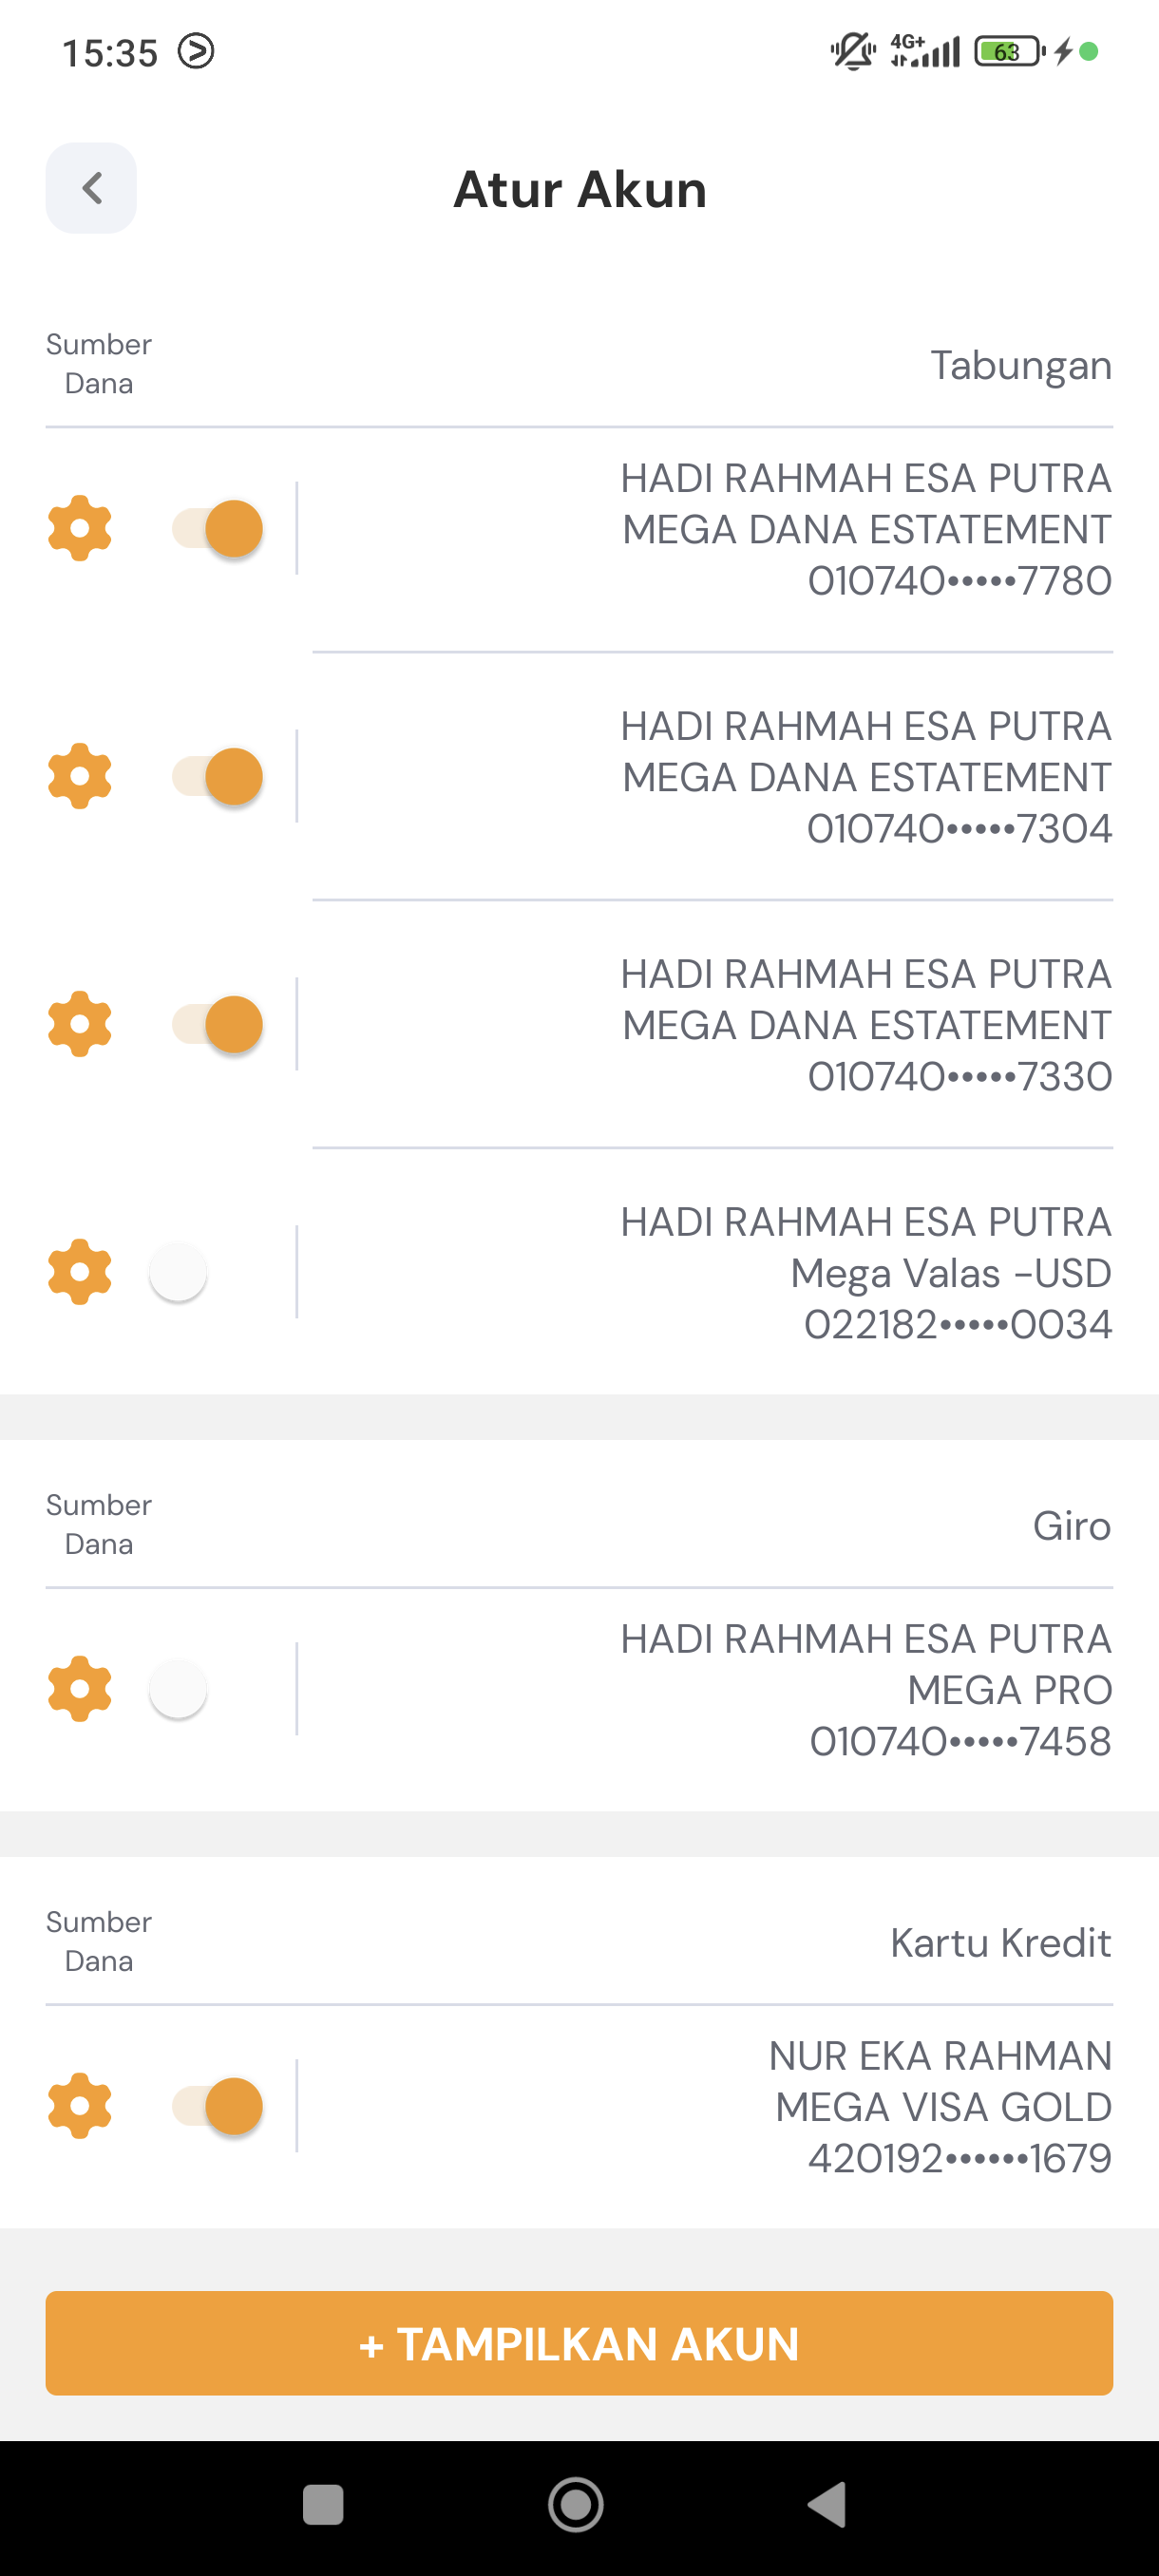 15:35
4G+
63
Atur Akun
Sumber
Dana
Tabungan
HADI RAHMAH ESA PUTRA
MEGA DANA ESTATEMENT
010740•••••7780
HADI RAHMAH ESA PUTRA
MEGA DANA ESTATEMENT
010740•••••7304
HADI RAHMAH ESA PUTRA
MEGA DANA ESTATEMENT
010740•••••7330
HADI RAHMAH ESA PUTRA
Mega Valas -USD
022182•••••0034
Sumber
Dana
Giro
HADI RAHMAH ESA PUTRA
MEGA PRO
010740•••••7458
Sumber
Dana
Kartu Kredit
NUR EKA RAHMAN
MEGA VISA GOLD
420192••••••1679
+ TAMPILKAN AKUN